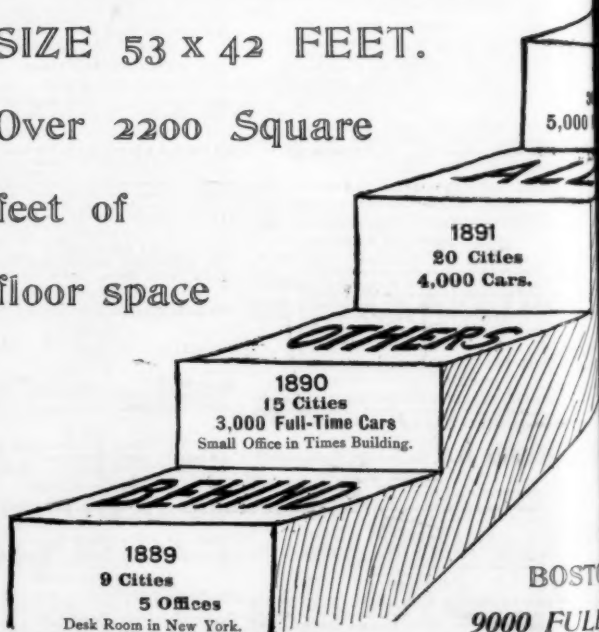 SIZE 53 x 42 FEET.
Over 2200 Square
feet of
floor space
5,000
ALL
1891
20 Cities
4,000 Cars.
OTHERS
1890
15 Cities
3,000 Full-Time Cars
Small Office in Times Building.
BEHIND
1889
9 Cities
5 Offices
Desk Room in New York.
BOST
9000 FULL